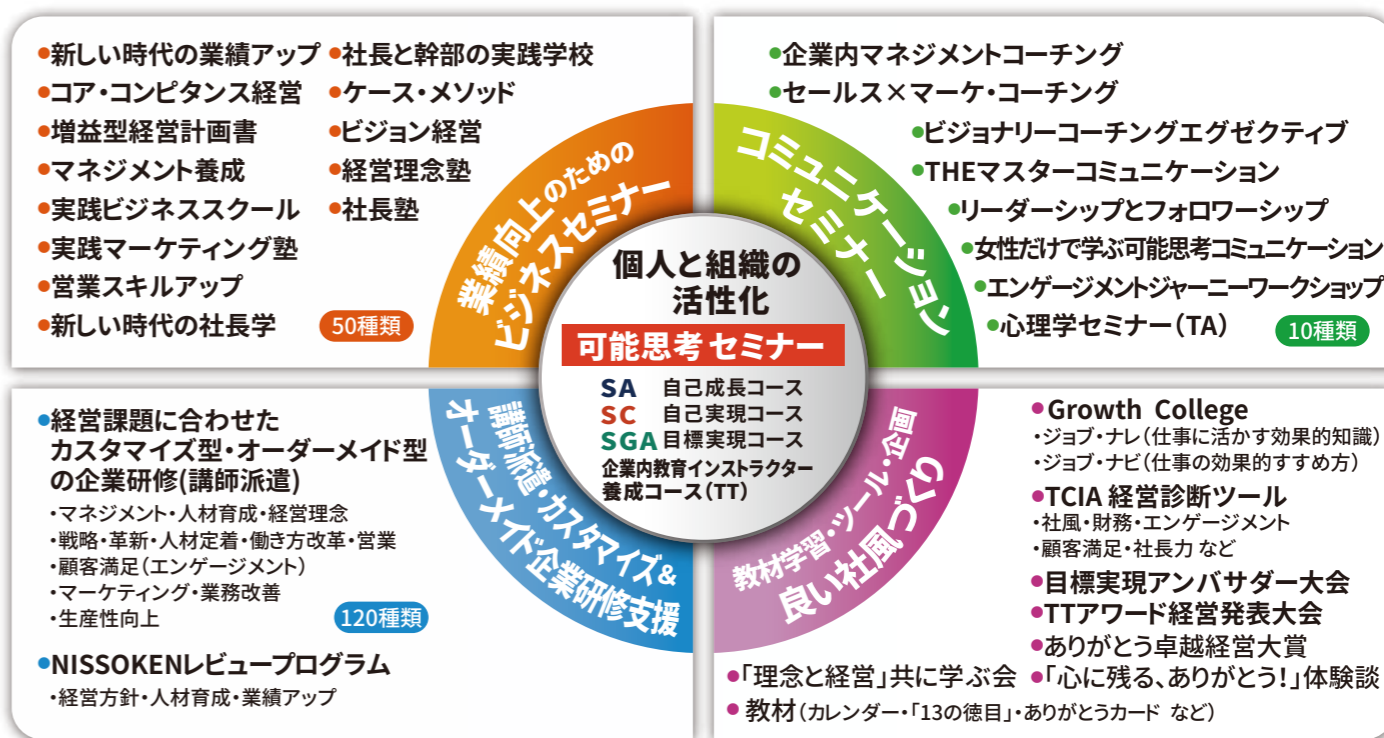 ●新しい時代の業績アップ
●コア・コンピタンス経営
●増益型経営計画書
●マネジメント養成
●実践ビジネススクール
●実践マーケティング塾
●営業スキルアップ
●新しい時代の社長学
●社長と幹部の実践学校
●ケース・メソッド
●ビジョン経営
●経営理念塾
●社長塾
50種類
業績向上のための
ビジネスセミナー
●企業内マネジメントコーチング
●セールス×マーケ・コーチング
●ビジョナリーコーチングエグゼクティブ
●THEマスターコミュニケーション
●リーダーシップとフォロワーシップ
●女性だけで学ぶ可能思考コミュニケーション
●エンゲージメントジャーニーワークショップ
●心理学セミナー(TA)
10種類
コミュニケーション
セミナー
個人と組織の
活性化
可能思考セミナー
SA 自己成長コース
SC 自己実現コース
SGA 目標実現コース
企業内教育インストラクター
養成コース(TT)
●経営課題に合わせた
カスタマイズ型・オーダーメイド型
の企業研修(講師派遣)
・マネジメント・人材育成・経営理念
・戦略・革新・人材定着・働き方改革・営業
・顧客満足(エンゲージメント)
・マーケティング・業務改善
・生産性向上
120種類
●NISSOKENレビュープログラム
・経営方針・人材育成・業績アップ
講師派遣・カスタマイズ&
オーダーメイド企業研修支援
教材学習・ツール・企画
良い社風づくり
●Growth College
・ジョブ・ナレ(仕事に活かす効果的知識)
・ジョブ・ナビ(仕事の効果的すすめ方)
●TCIA 経営診断ツール
・社風・財務・エンゲージメント
・顧客満足・社長力 など
●目標実現アンバサダー大会
●TTアワード経営発表大会
●ありがとう卓越経営大賞
●「理念と経営」共に学ぶ会
●「心に残る、ありがとう!」体験談
●教材(カレンダー・「13の徳目」・ありがとうカード など)